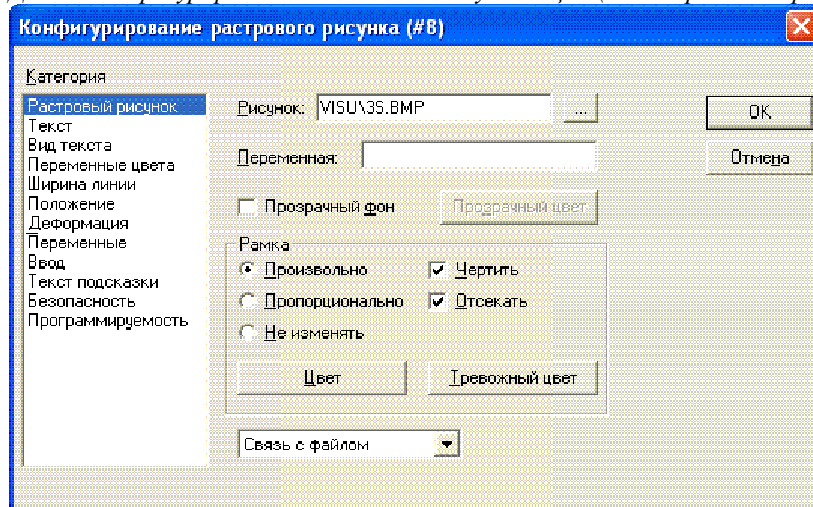 Конфигурирование растрового рисунка (#8)
Категория
Растровый рисунок
Текст
Вид текста
Переменные цвета
Ширина линии
Положение
Деформация
Переменные
Ввод
Текст подсказки
Безопасность
Программируемость
Рисунок: \VISU\3S.BMP ...
Переменная:
Прозрачный фон Прозрачный цвет
Рамка
Произвольно Чертить
Пропорционально Отсекать
Не изменять
Цвет Тревожный цвет
Связь с файлом
OK
Отмена